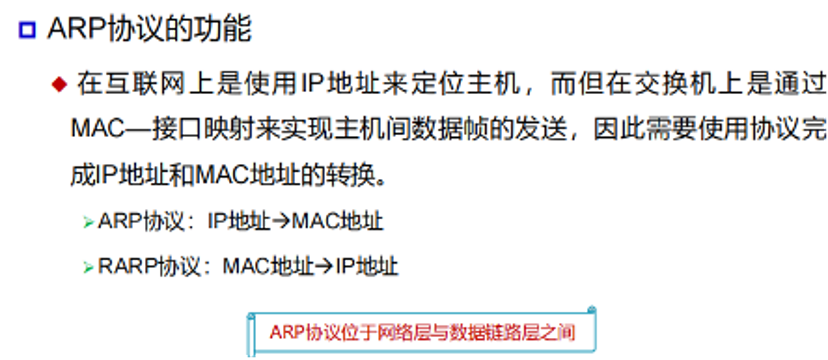 ARP协议的功能
在互联网上是使用IP地址来定位主机，而但在交换机上是通过
MAC—接口映射来实现主机间数据帧的发送，因此需要使用协议完
成IP地址和MAC地址的转换。
ARP协议：IP地址→MAC地址
RARP协议：MAC地址→IP地址
ARP协议位于网络层与数据链路层之间